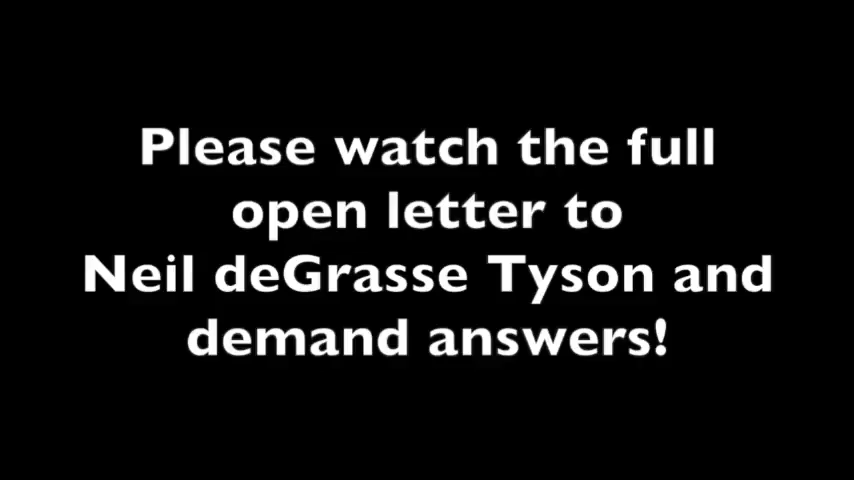 Please watch the full
open letter to
Neil deGrasse Tyson and
demand answers!